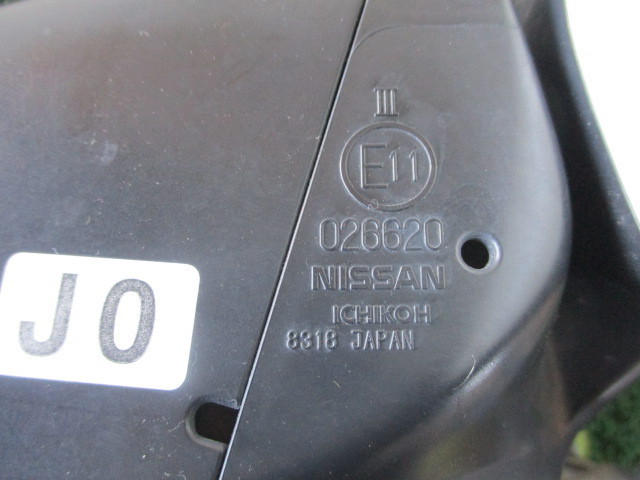 III
E11
026620
NISSAN
ICHIKOH
8318 JAPAN
J0